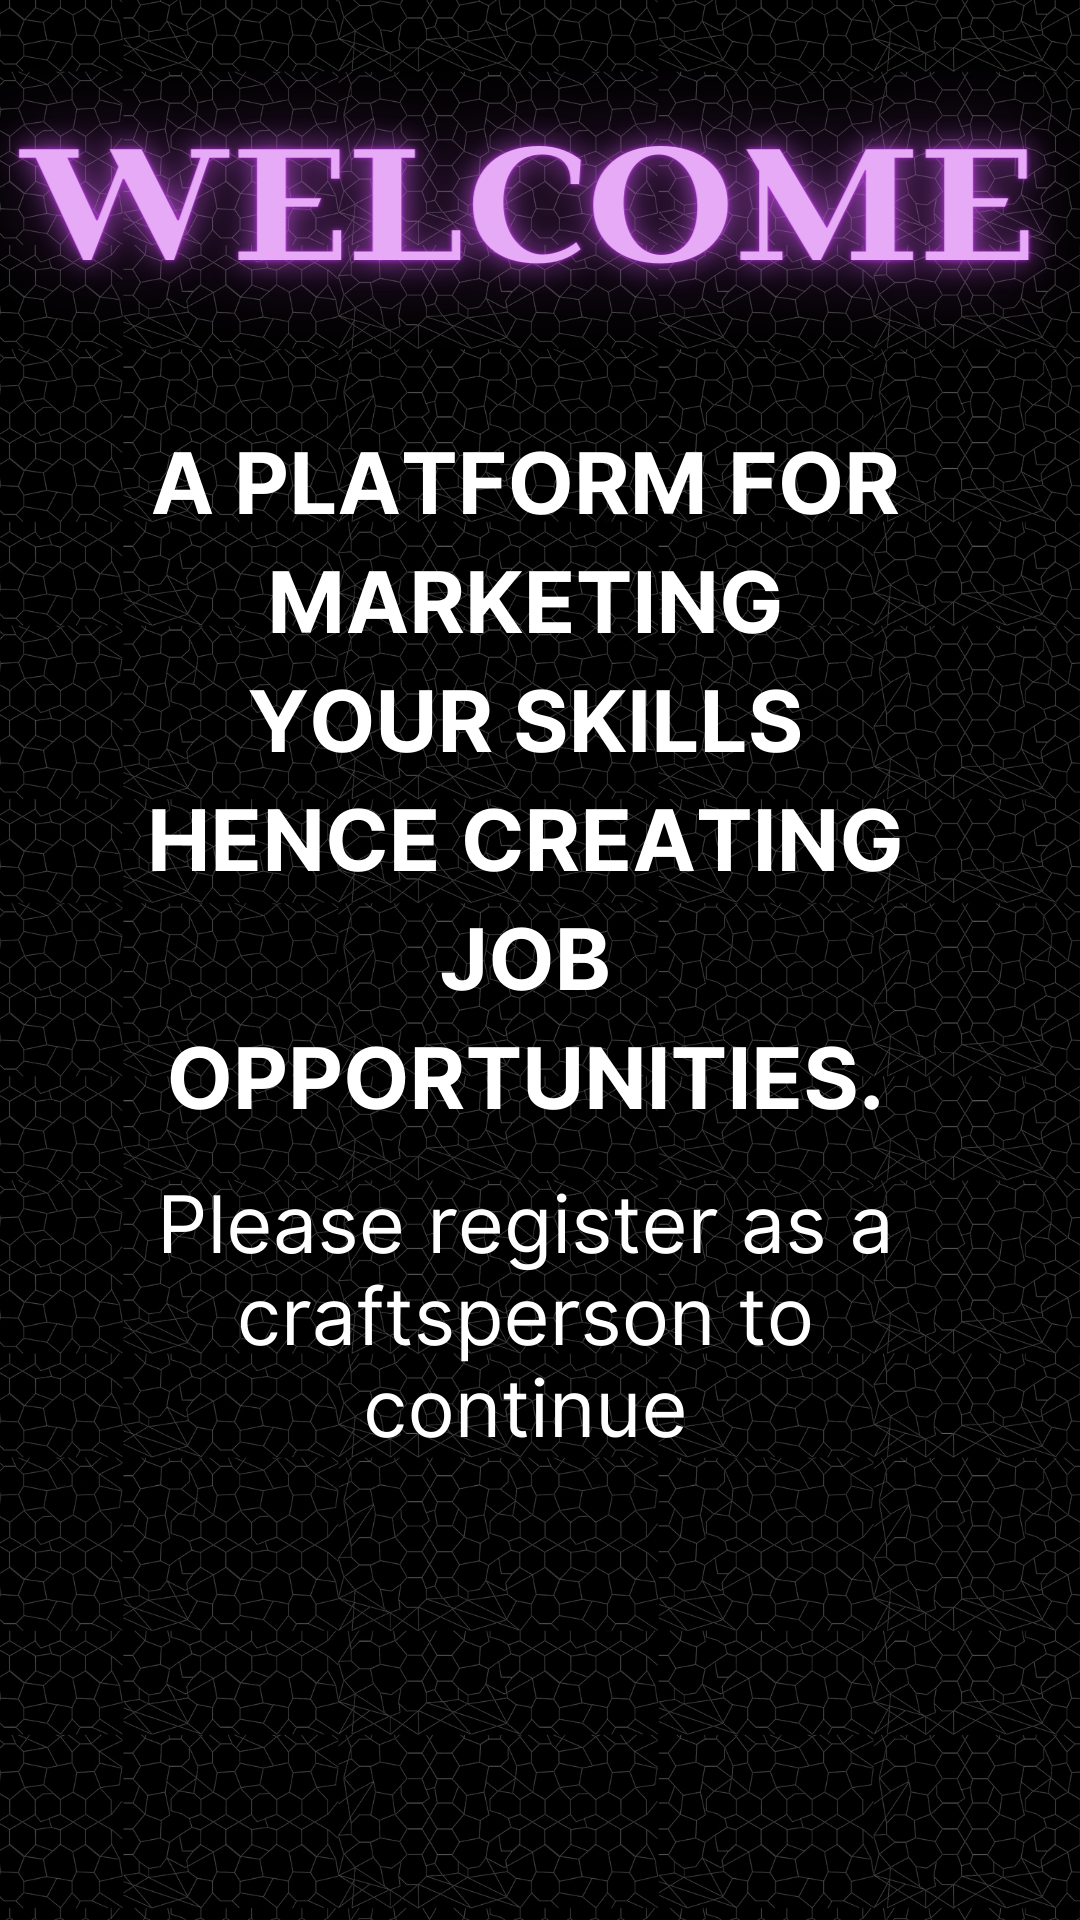 WELCOME
A PLATFORM FOR
MARKETING
YOUR SKILLS
HENCE CREATING
JOB
OPPORTUNITIES.
Please register as a
craftsperson to
continue